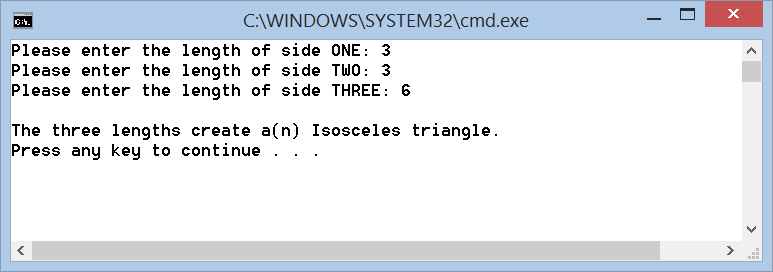 C:\WINDOWS\SYSTEM32\cmd.exe
Please enter the length of side ONE: 3
Please enter the length of side TWO: 3
Please enter the length of side THREE: 6
The three lengths create a(n) Isosceles triangle.
Press any key to continue . . .